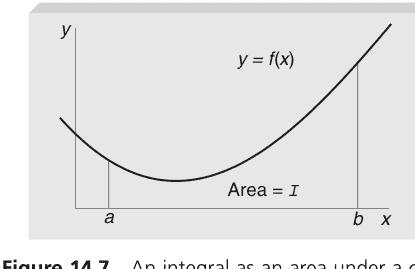 y
y = f(x)
Area = I
a
b x
Figure 14.7 An integral as an area under a